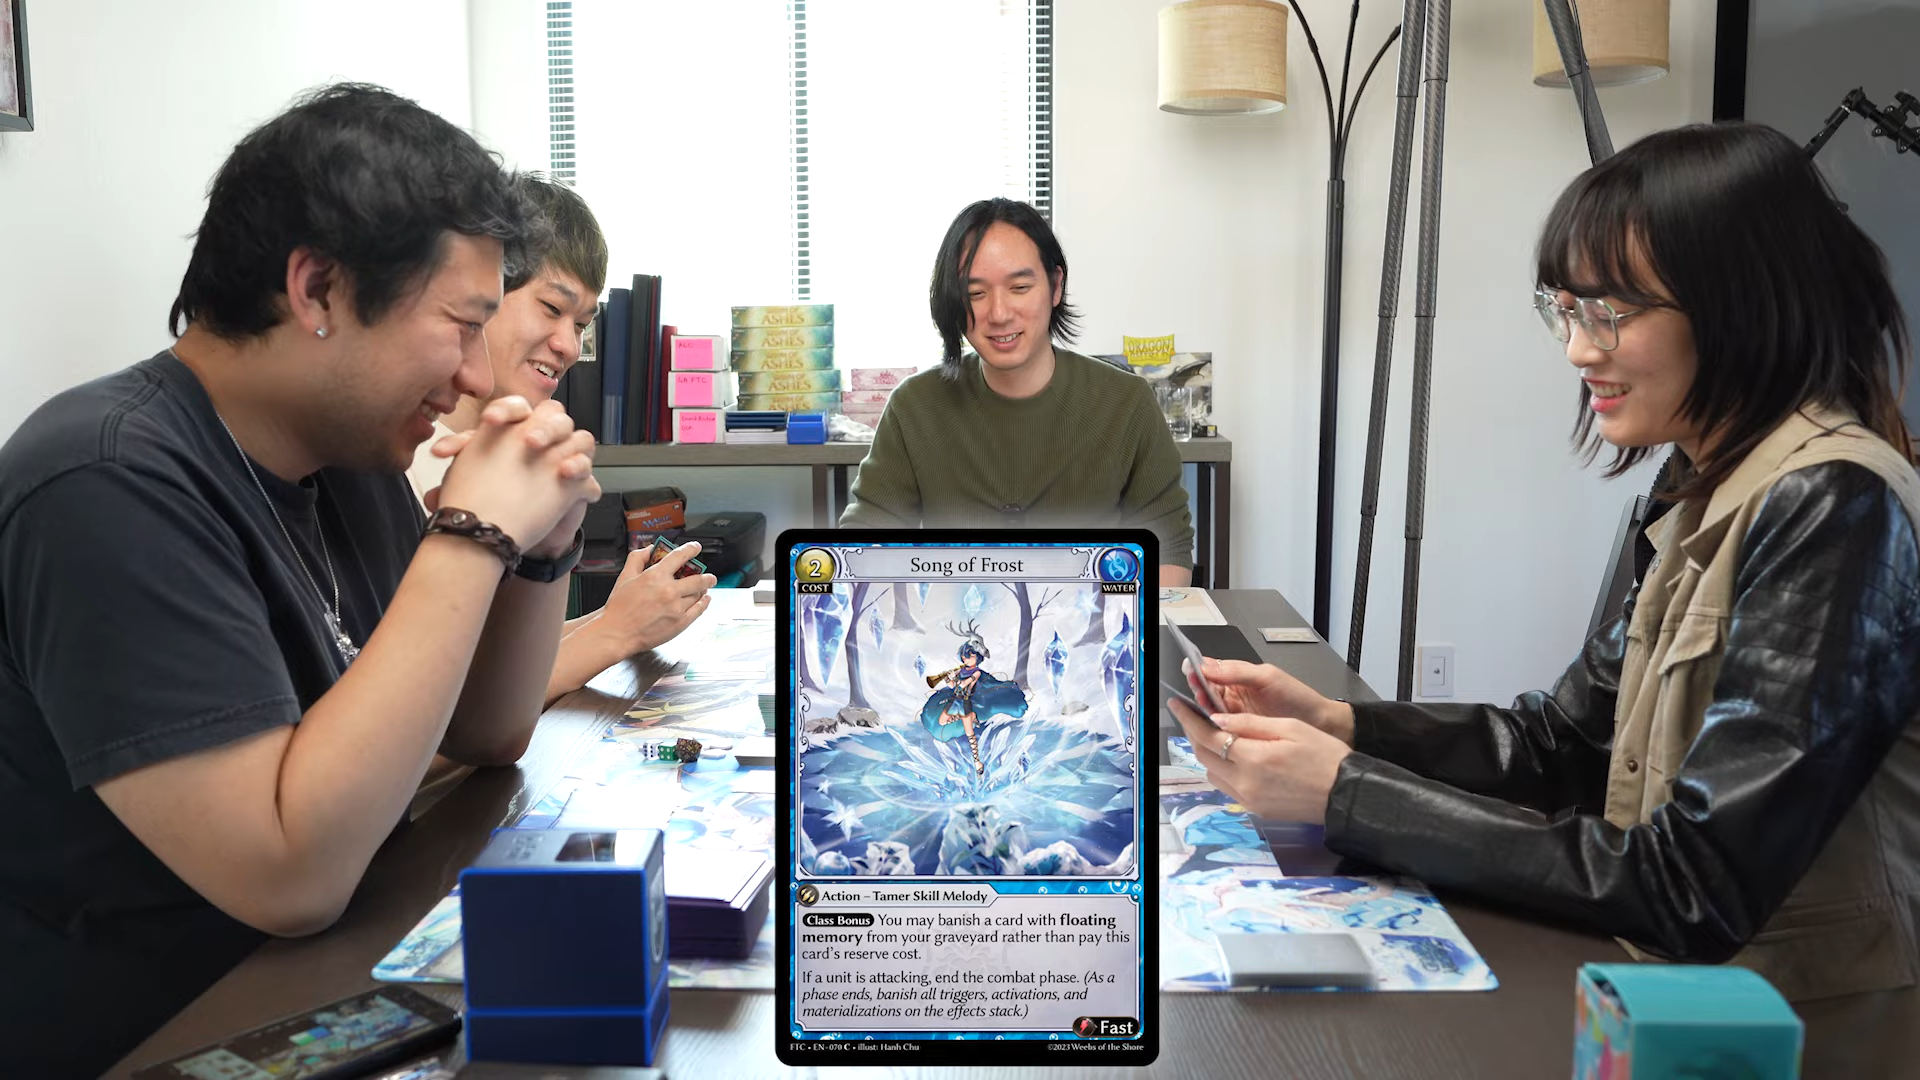 ASHES
ASHES
ASHES
ASHES
ASHES
ALC
GA FTC
DRAGON
2
COST
Song of Frost
WATER
Action – Tamer Skill Melody
Class Bonus You may banish a card with floating
memory from your graveyard rather than pay this
card's reserve cost.
If a unit is attacking, end the combat phase. (As a
phase ends, banish all triggers, activations, and
materializations on the effects stack.)
Fast
FTC • EN-070 C • illust: Hanh Chu
©2023 Weebs of the Shore